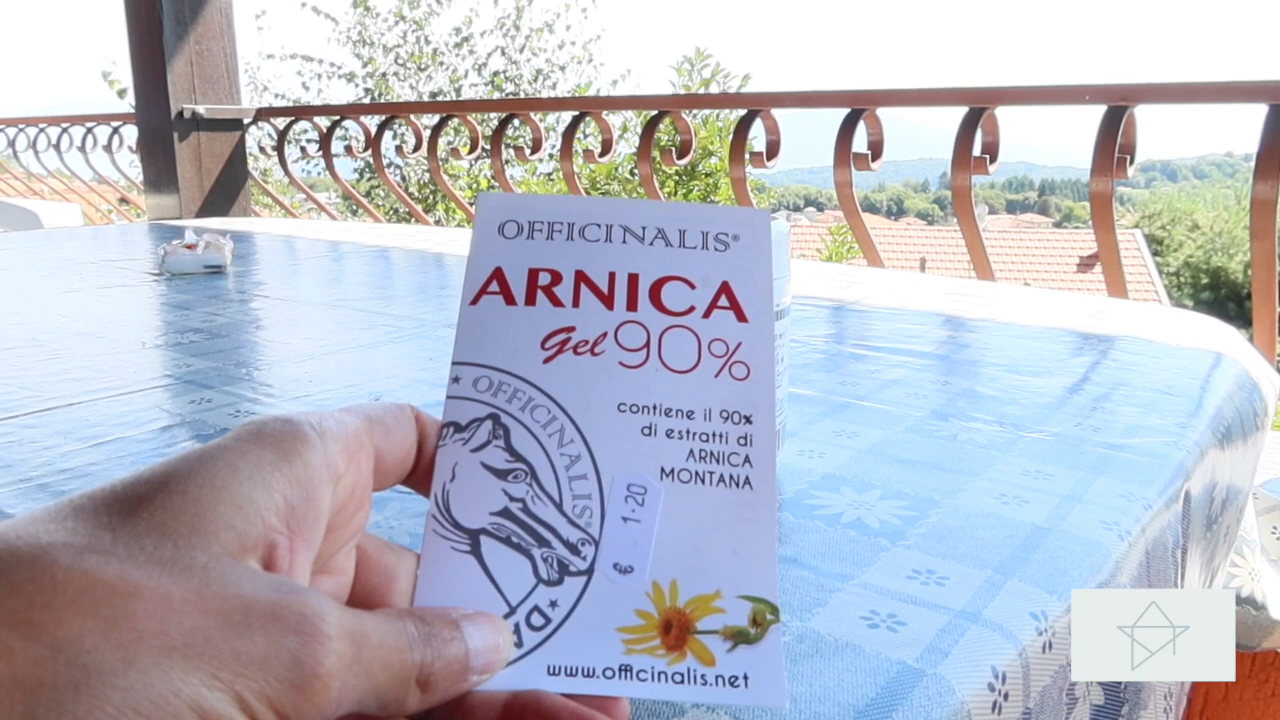 OFFICINALIS®
ARNICA
Gel 90%
OFFICINALIS®
contiene il 90%
di estratti di
ARNICA
MONTANA
€ 1.20
www.officinalis.net